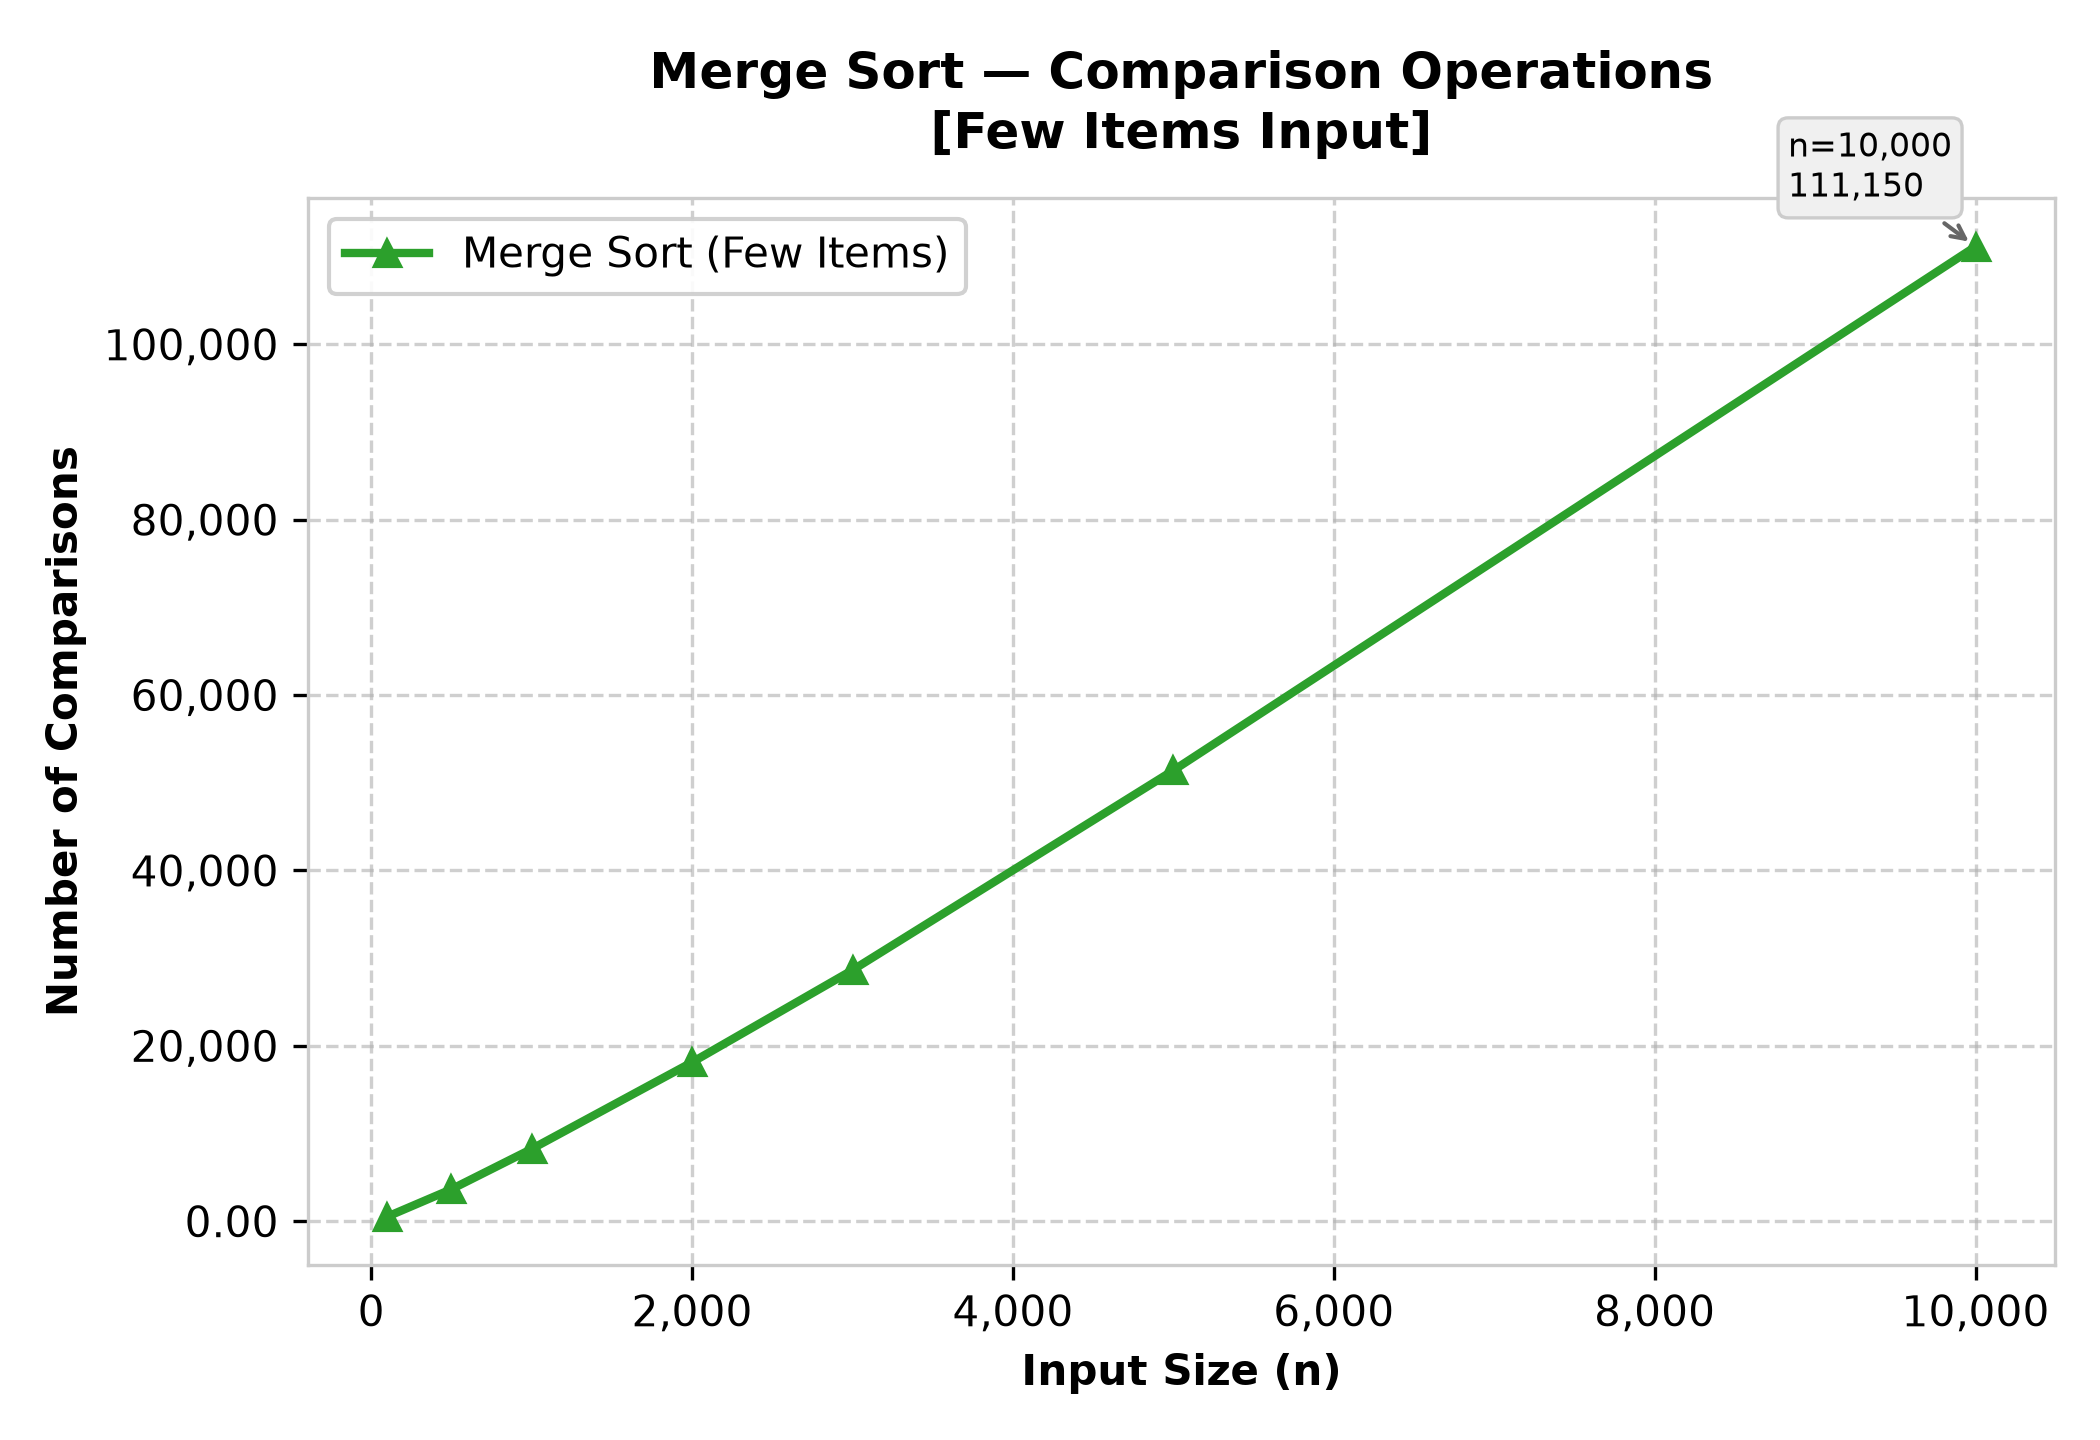 Merge Sort — Comparison Operations
[Few Items Input]
n=10,000
111,150
Merge Sort (Few Items)
100,000
80,000
60,000
40,000
20,000
0.00
Number of Comparisons
0
2,000
4,000
6,000
8,000
10,000
Input Size (n)